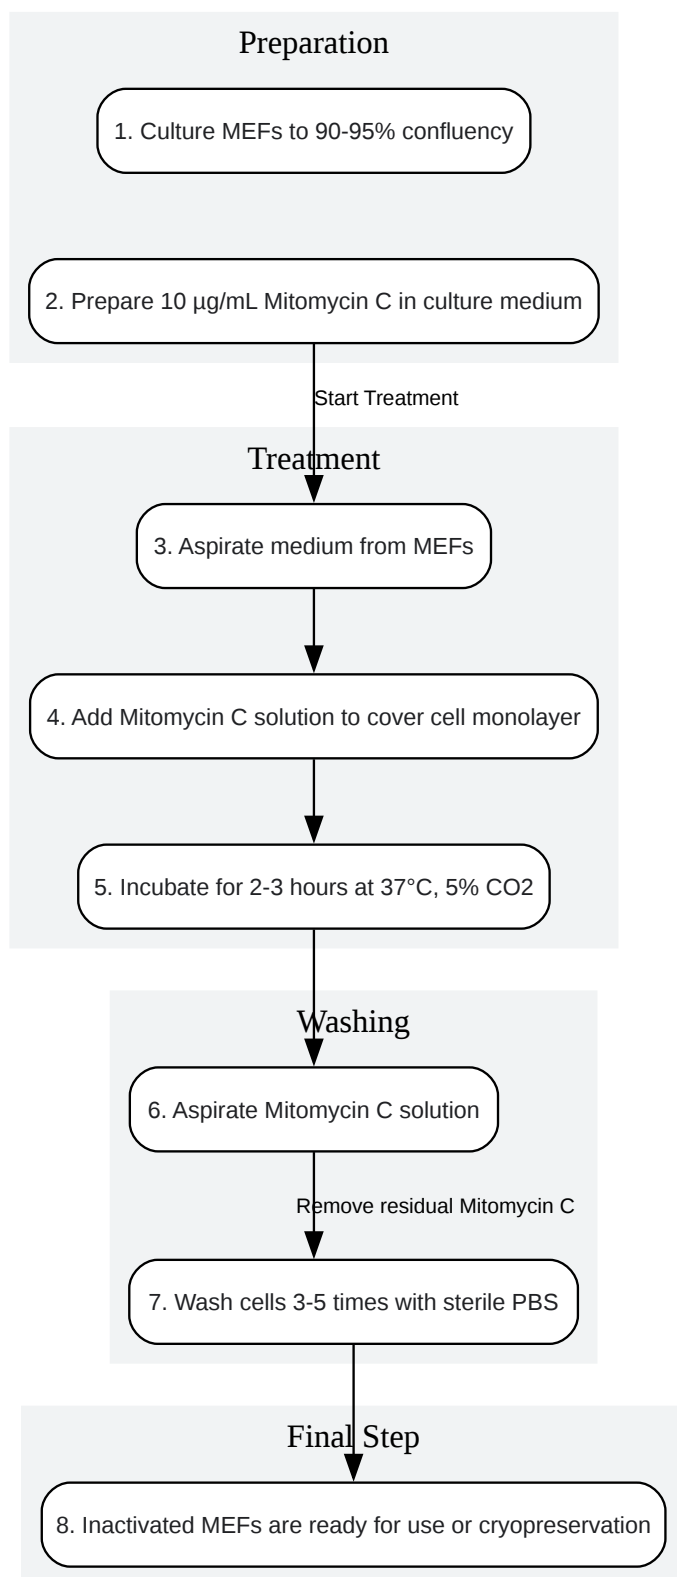 Preparation
1. Culture MEFs to 90-95% confluency
2. Prepare 10 µg/mL Mitomycin C in culture medium
Start Treatment
Treatment
3. Aspirate medium from MEFs
4. Add Mitomycin C solution to cover cell monolayer
5. Incubate for 2-3 hours at 37°C, 5% CO2
Washing
6. Aspirate Mitomycin C solution
Remove residual Mitomycin C
7. Wash cells 3-5 times with sterile PBS
Final Step
8. Inactivated MEFs are ready for use or cryopreservation